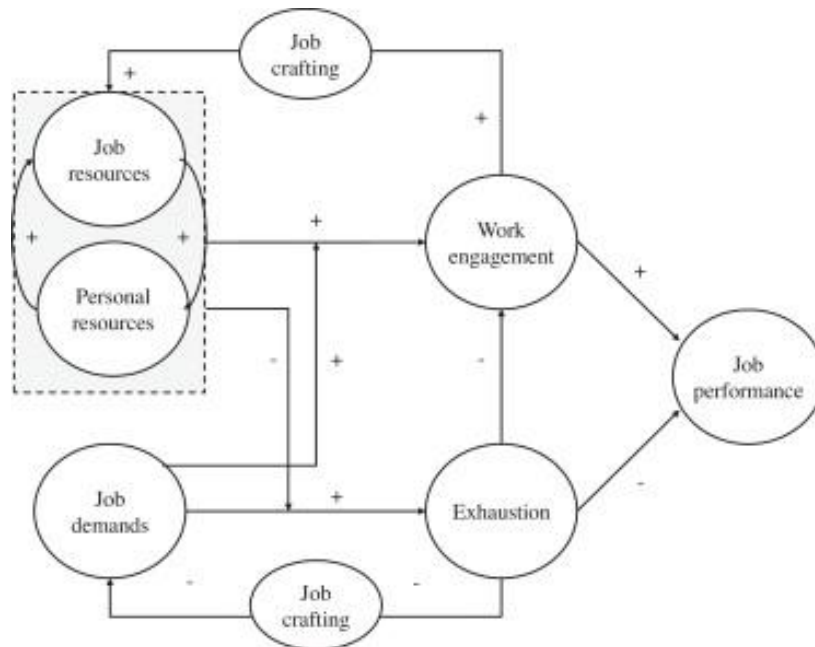 Job
crafting
+
+
Job
resources
+
+
+
Work
engagement
+
Personal
resources
-
+
-
Job
performance
Job
demands
+
Exhaustion
-
-
-
Job
crafting